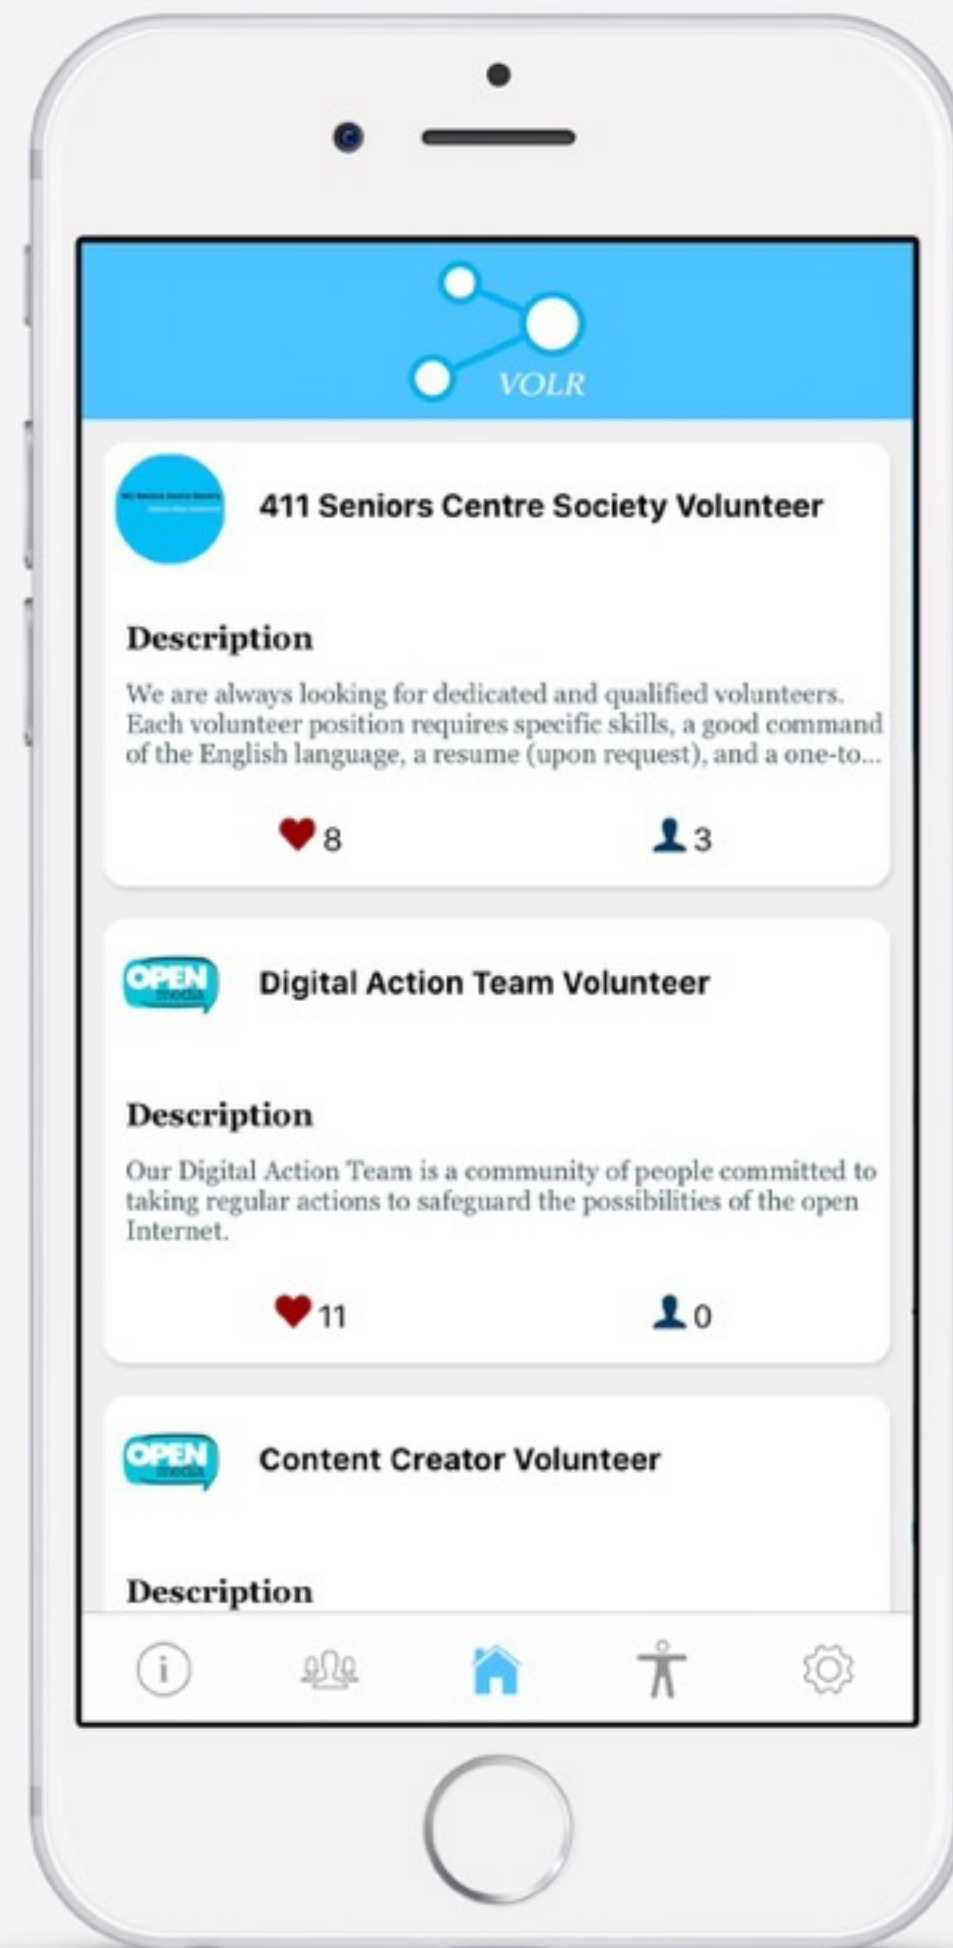 VOLR
411 Seniors Centre Society Volunteer
Description
We are always looking for dedicated and qualified volunteers.
Each volunteer position requires specific skills, a good command
of the English language, a resume (upon request), and a one-to...
8
3
OPEN
media
Digital Action Team Volunteer
Description
Our Digital Action Team is a community of people committed to
taking regular actions to safeguard the possibilities of the open
Internet.
11
0
OPEN
media
Content Creator Volunteer
Description
i